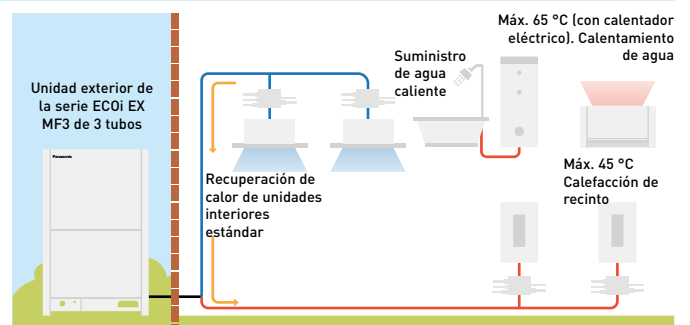 Unidad exterior de
la serie ECOi EX
MF3 de 3 tubos
Panasonic
Recuperación de
calor de unidades
interiores
estándar
Suministro
de agua
caliente
Máx. 65 °C (con calentador
eléctrico). Calentamiento
de agua
Máx. 45 °C
Calefacción de
recinto